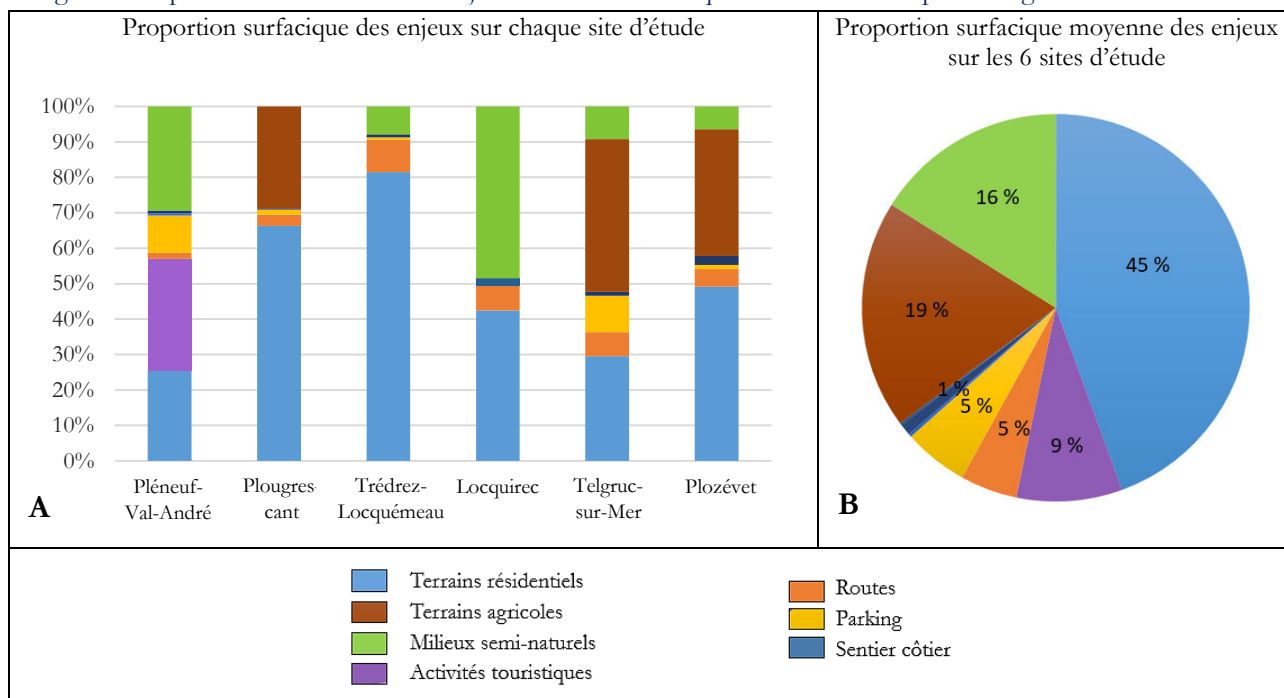 Proportion surfacique des enjeux sur chaque site d'étude
100%
90%
80%
70%
60%
50%
40%
30%
20%
10%
0%
Pléneuf-
Val-André
Plougres-
cant
Trédrez-
Locquémeau
Locquirec
Telgruc-
sur-Mer
Plozévet
A
Proportion surfacique moyenne des enjeux
sur les 6 sites d'étude
16 %
45 %
19 %
1 %
5 %
5 %
9 %
B
Terrains résidentiels
Terrains agricoles
Milieux semi-naturels
Activités touristiques
Routes
Parking
Sentier côtier